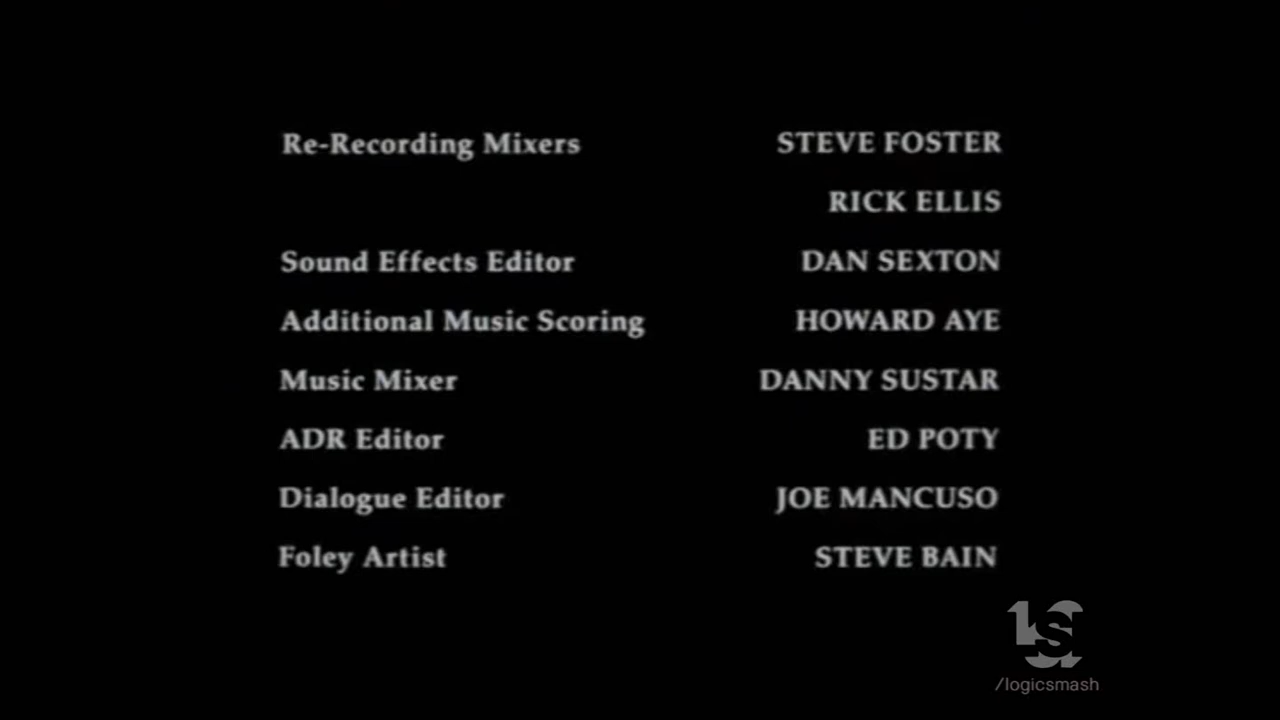 Re-Recording Mixers STEVE FOSTER
RICK ELLIS
Sound Effects Editor DAN SEXTON
Additional Music Scoring HOWARD AYE
Music Mixer DANNY SUSTAR
ADR Editor ED POTY
Dialogue Editor JOE MANCUSO
Foley Artist STEVE BAIN
1S
/logicsmash